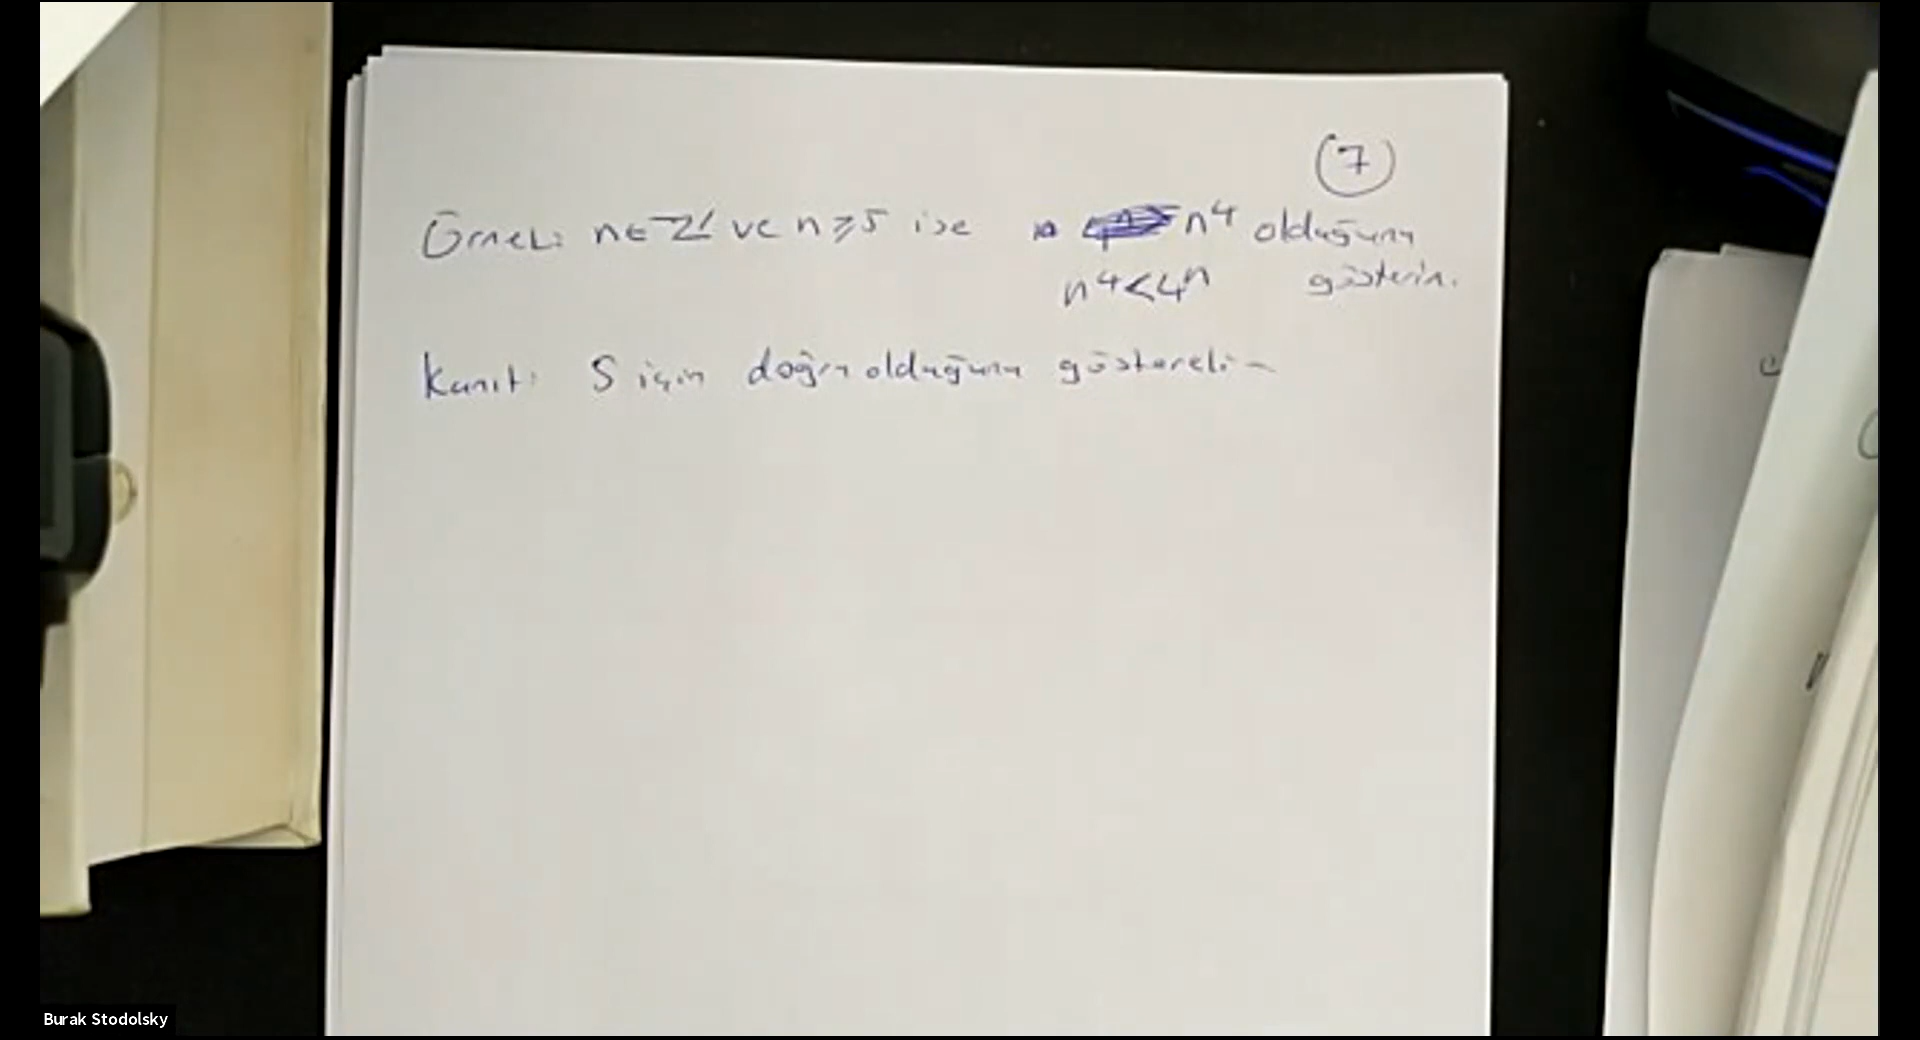 7
Örnek: n ∈ Z ve n ≥ 5 ise n⁴ olduğunu
n⁴ < 4ⁿ gösterin.
Kanıt: 5 için doğru olduğunu gösterelim
Burak Stodolsky